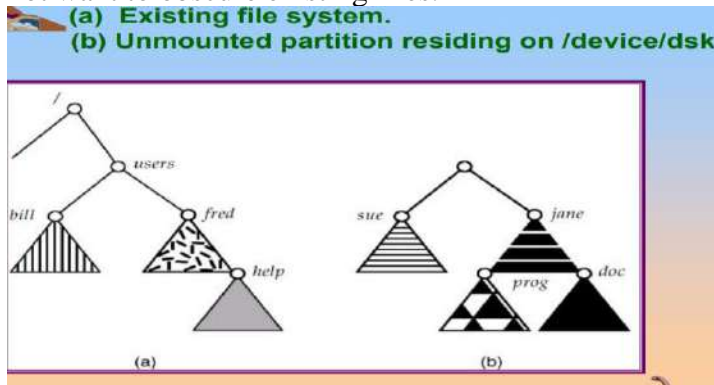 (a) Existing file system.
(b) Unmounted partition residing on /device/dsk
/
users
bill
fred
sue
jane
help
prog
doc
(a)
(b)